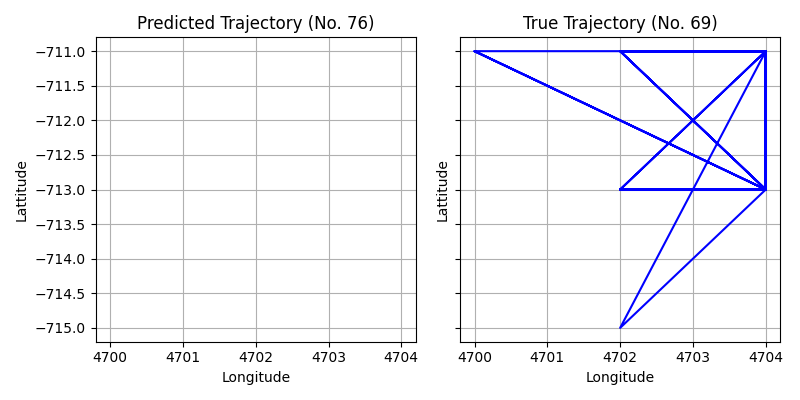 Predicted Trajectory (No. 76)
−711.0
−711.5
−712.0
−712.5
−713.0
−713.5
−714.0
−714.5
−715.0
Lattitude
4700 4701 4702 4703 4704
Longitude
True Trajectory (No. 69)
Lattitude
4700 4701 4702 4703 4704
Longitude